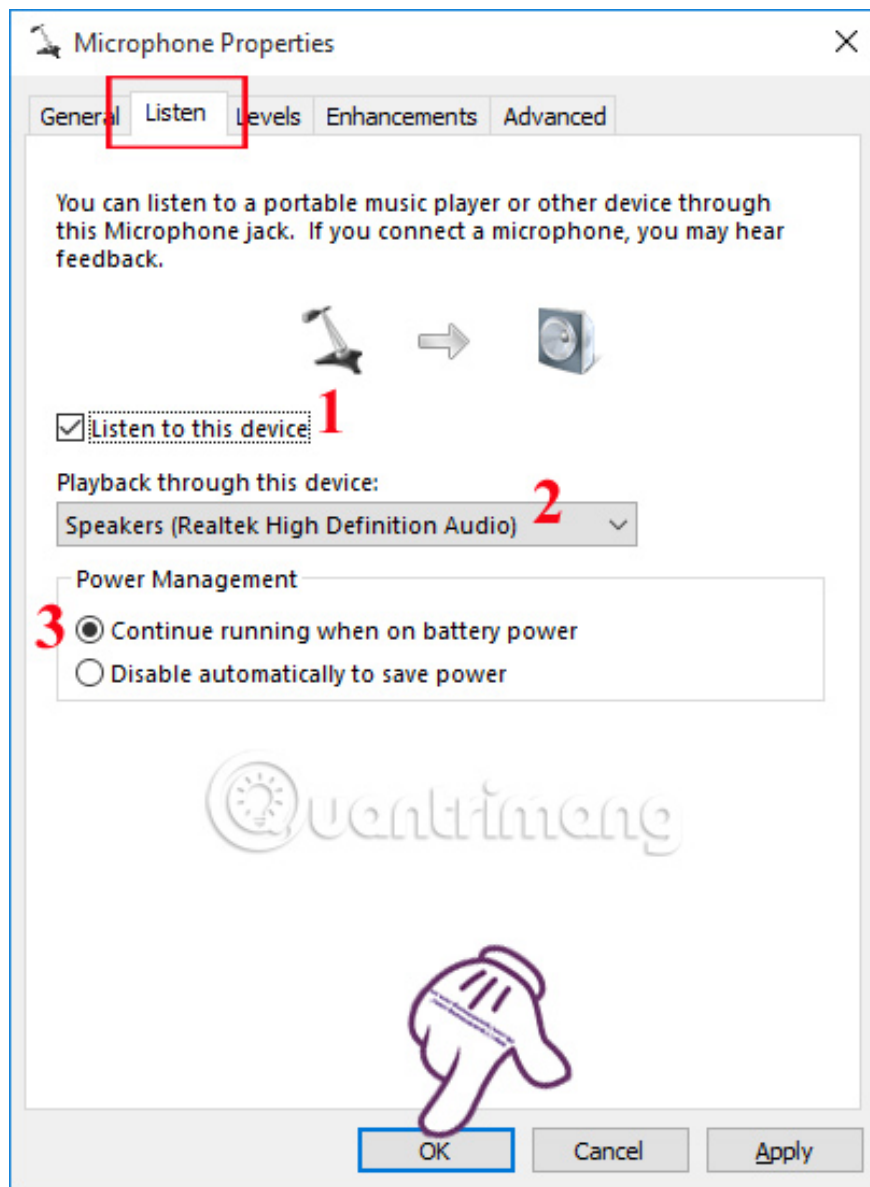 Microphone Properties
General Listen Levels Enhancements Advanced
You can listen to a portable music player or other device through
this Microphone jack. If you connect a microphone, you may hear
feedback.
Listen to this device 1
Playback through this device:
Speakers (Realtek High Definition Audio) 2
Power Management
3 Continue running when on battery power
Disable automatically to save power
Quantrimang
OK Cancel Apply